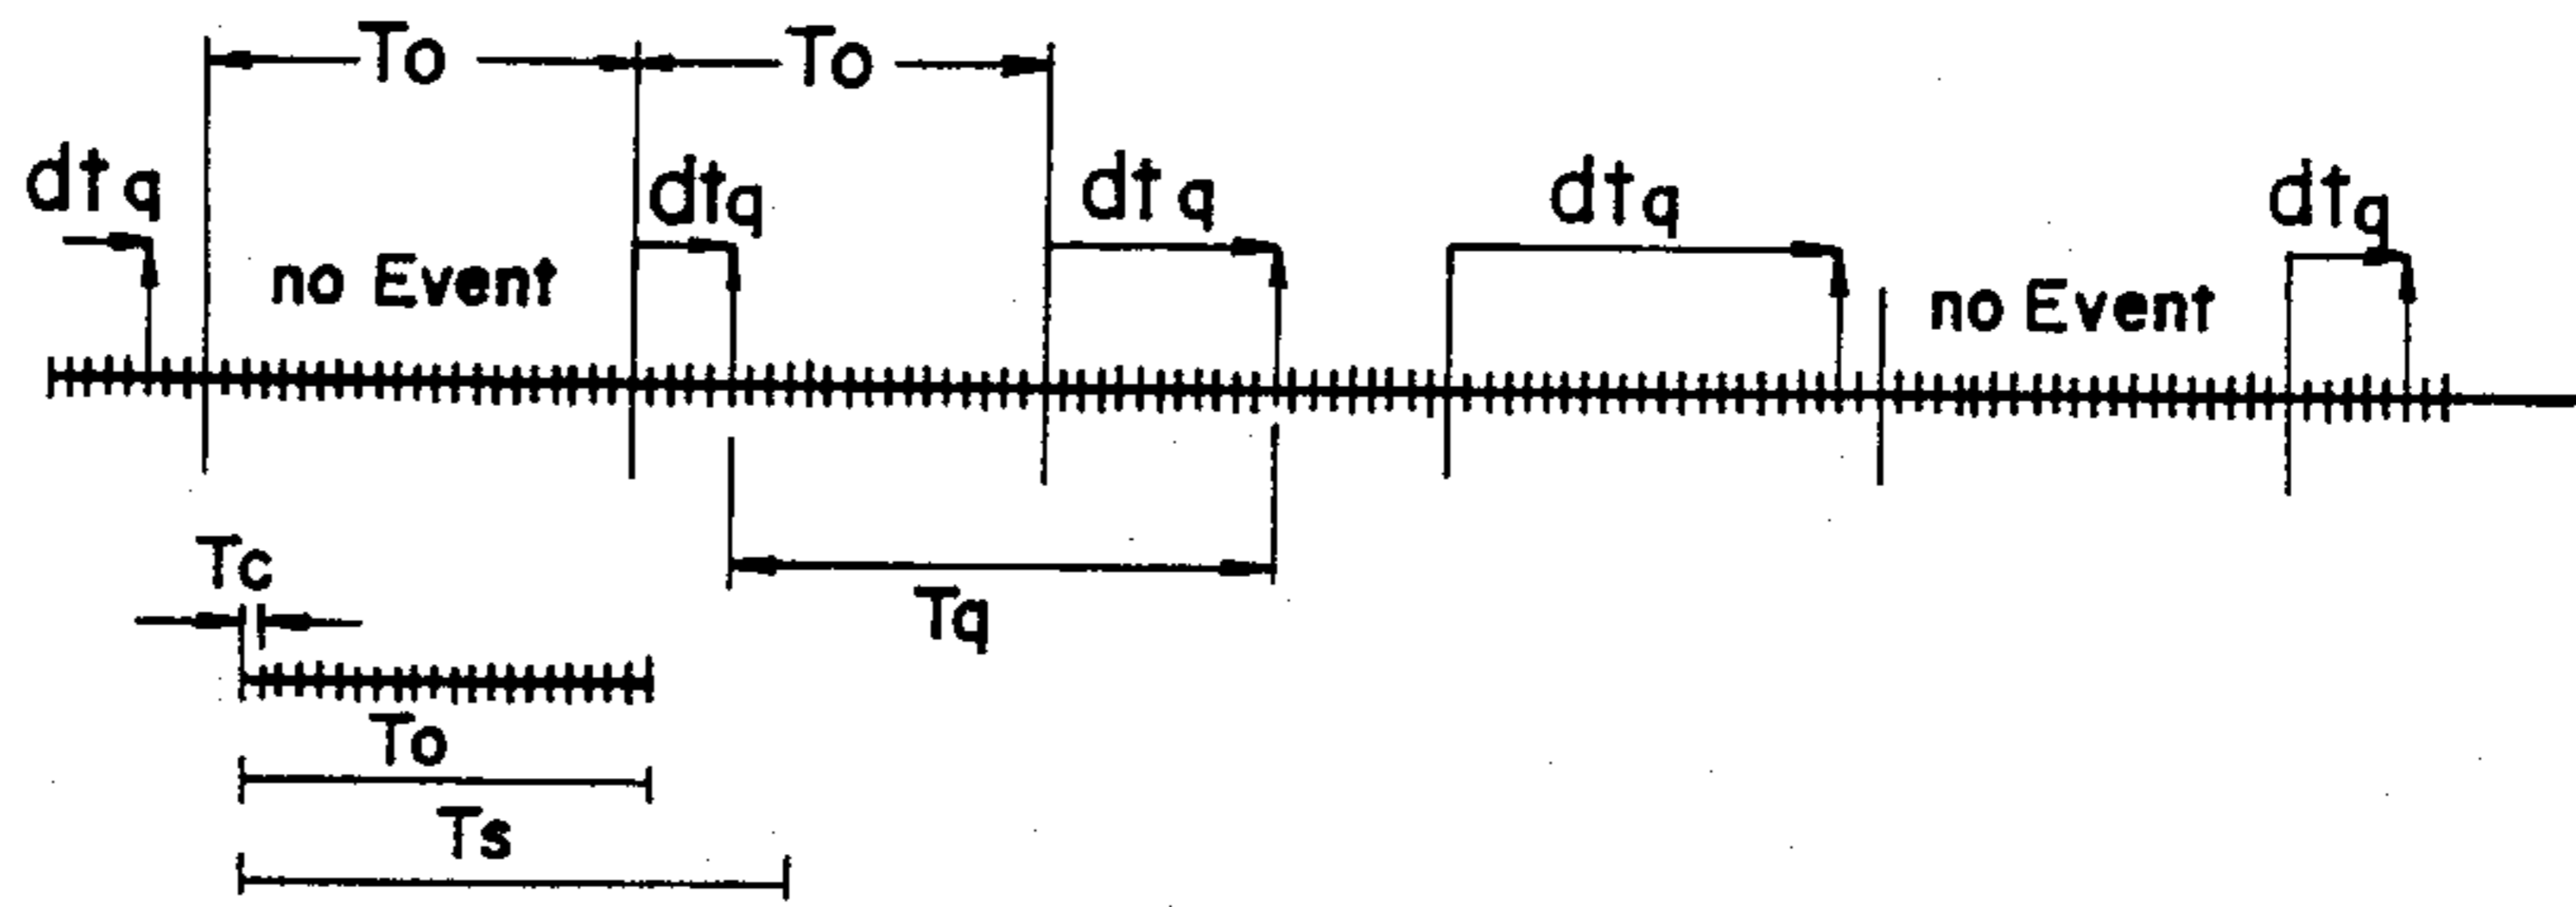 To To
dtq dtq dtq dtq dtq
no Event no Event
Tc
Tq
To
Ts